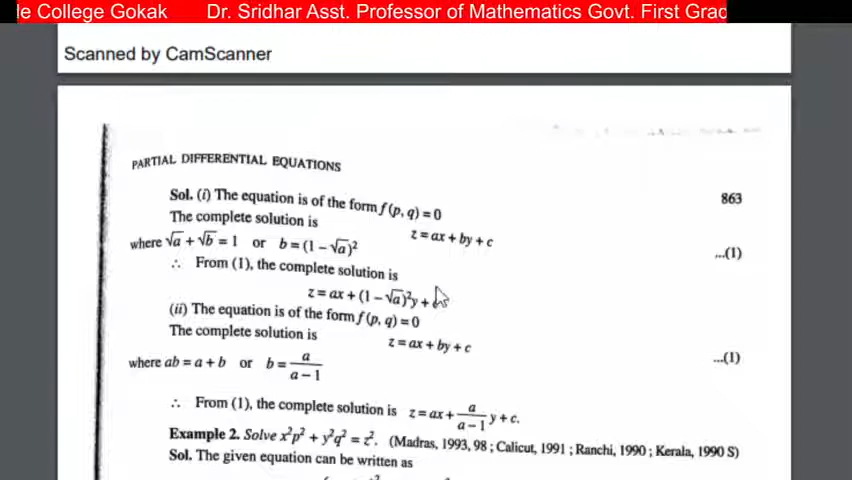 le College Gokak Dr. Sridhar Asst. Professor of Mathematics Govt. First Grad
Scanned by CamScanner
PARTIAL DIFFERENTIAL EQUATIONS
863
Sol. (i) The equation is of the form f(p, q) = 0
The complete solution is
z = ax + by + c ...(1)
where √a + √b = 1 or b = (1 – √a)²
∴ From (1), the complete solution is
z = ax + (1 – √a)²y +
(ii) The equation is of the form f(p, q) = 0
The complete solution is
z = ax + by + c ...(1)
where ab = a + b or b = a/(a – 1)
∴ From (1), the complete solution is z = ax + a/(a – 1) y + c.
Example 2. Solve x²p² + y²q² = z². (Madras, 1993, 98 ; Calicut, 1991 ; Ranchi, 1990 ; Kerala, 1990 S)
Sol. The given equation can be written as